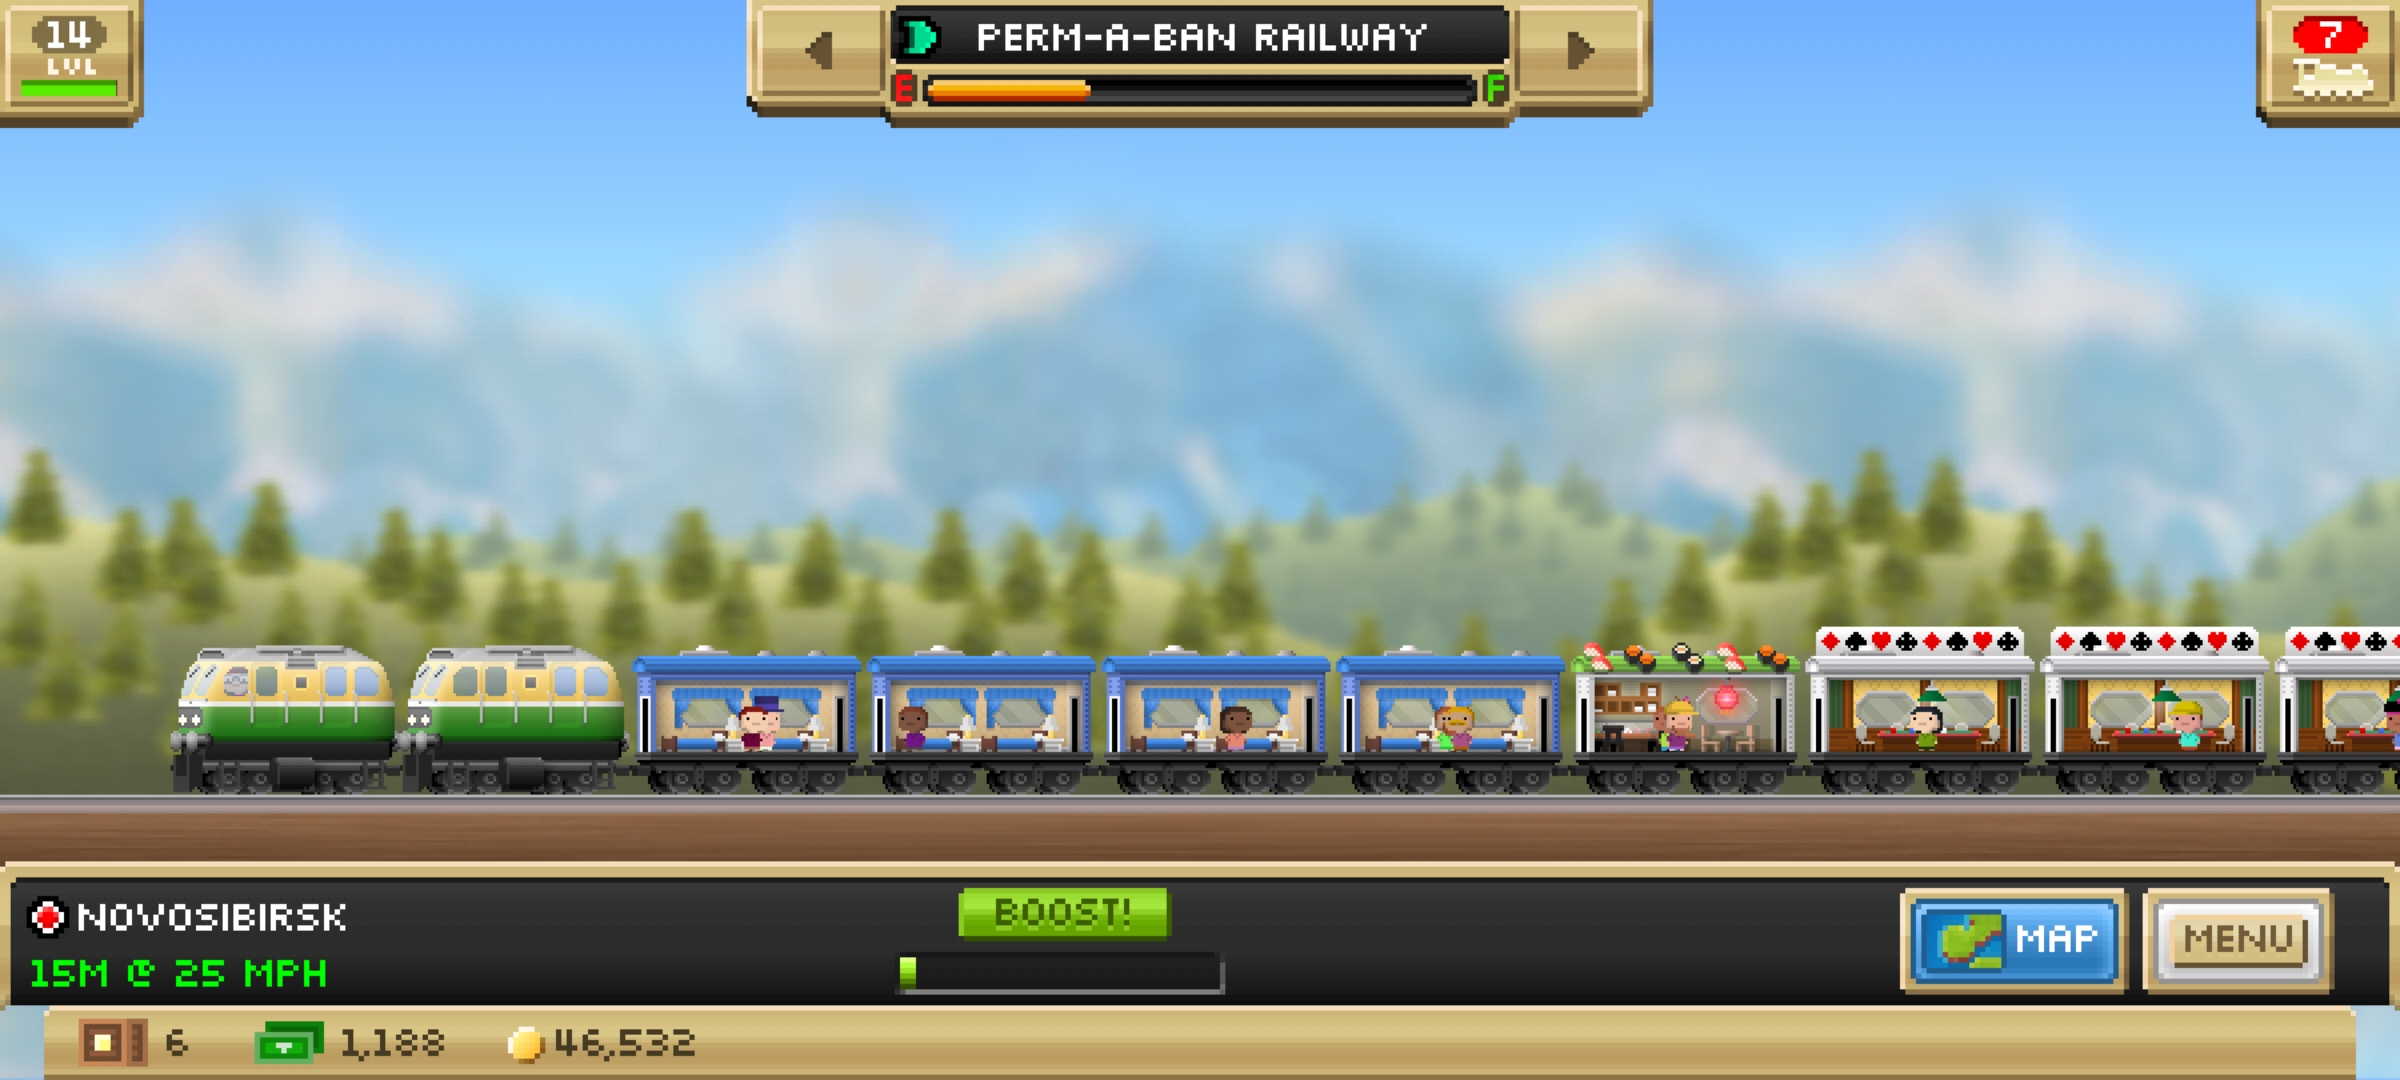 14
LVL
PERM-A-BAN RAILWAY
E F
7
NOVOSIBIRSK
BOOST!
15M @ 25 MPH
MAP
MENU
6 1,188 46,532